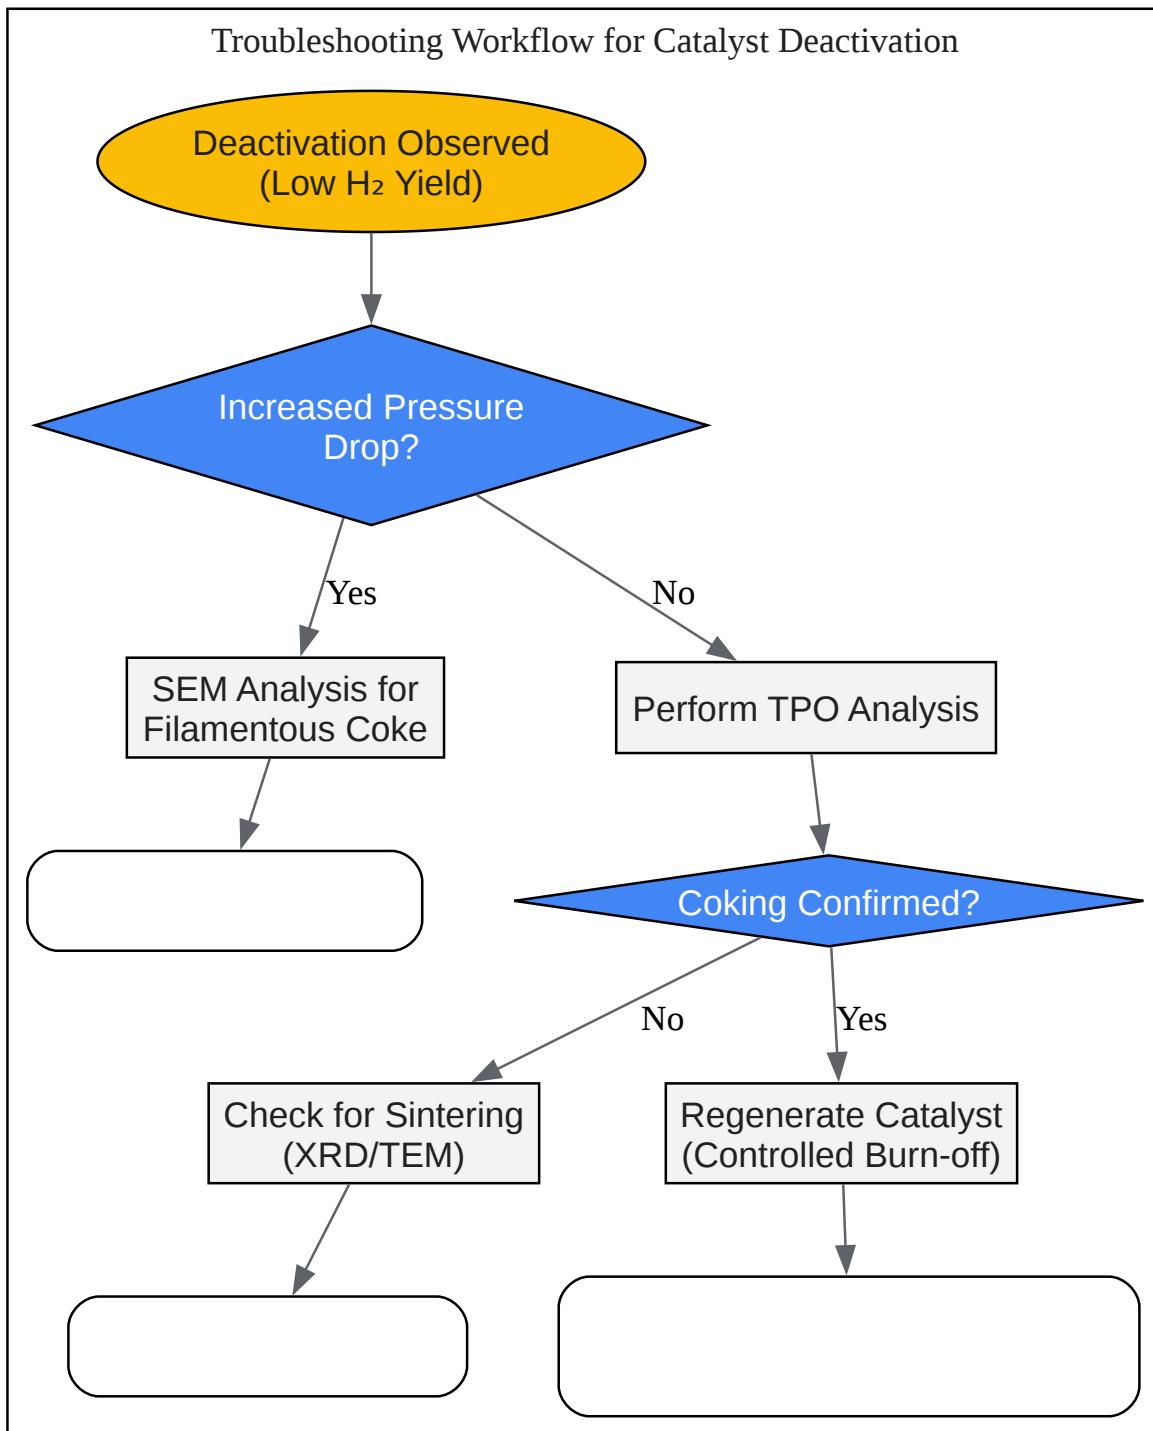 Troubleshooting Workflow for Catalyst Deactivation
Deactivation Observed
(Low H₂ Yield)
Increased Pressure
Drop?
Yes
No
SEM Analysis for
Filamentous Coke
Perform TPO Analysis
Coking Confirmed?
No
Yes
Check for Sintering
(XRD/TEM)
Regenerate Catalyst
(Controlled Burn-off)